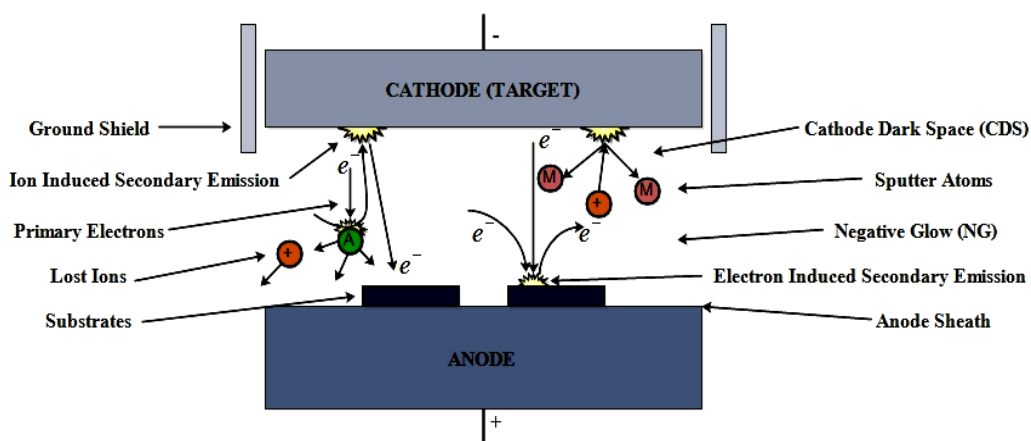 -
CATHODE (TARGET)
Ground Shield
Ion Induced Secondary Emission
Primary Electrons
Lost Ions
Substrates
e⁻
e⁻
Cathode Dark Space (CDS)
M
M
+
Sputter Atoms
A
+
e⁻
e⁻
e⁻
Negative Glow (NG)
Electron Induced Secondary Emission
Anode Sheath
ANODE
+